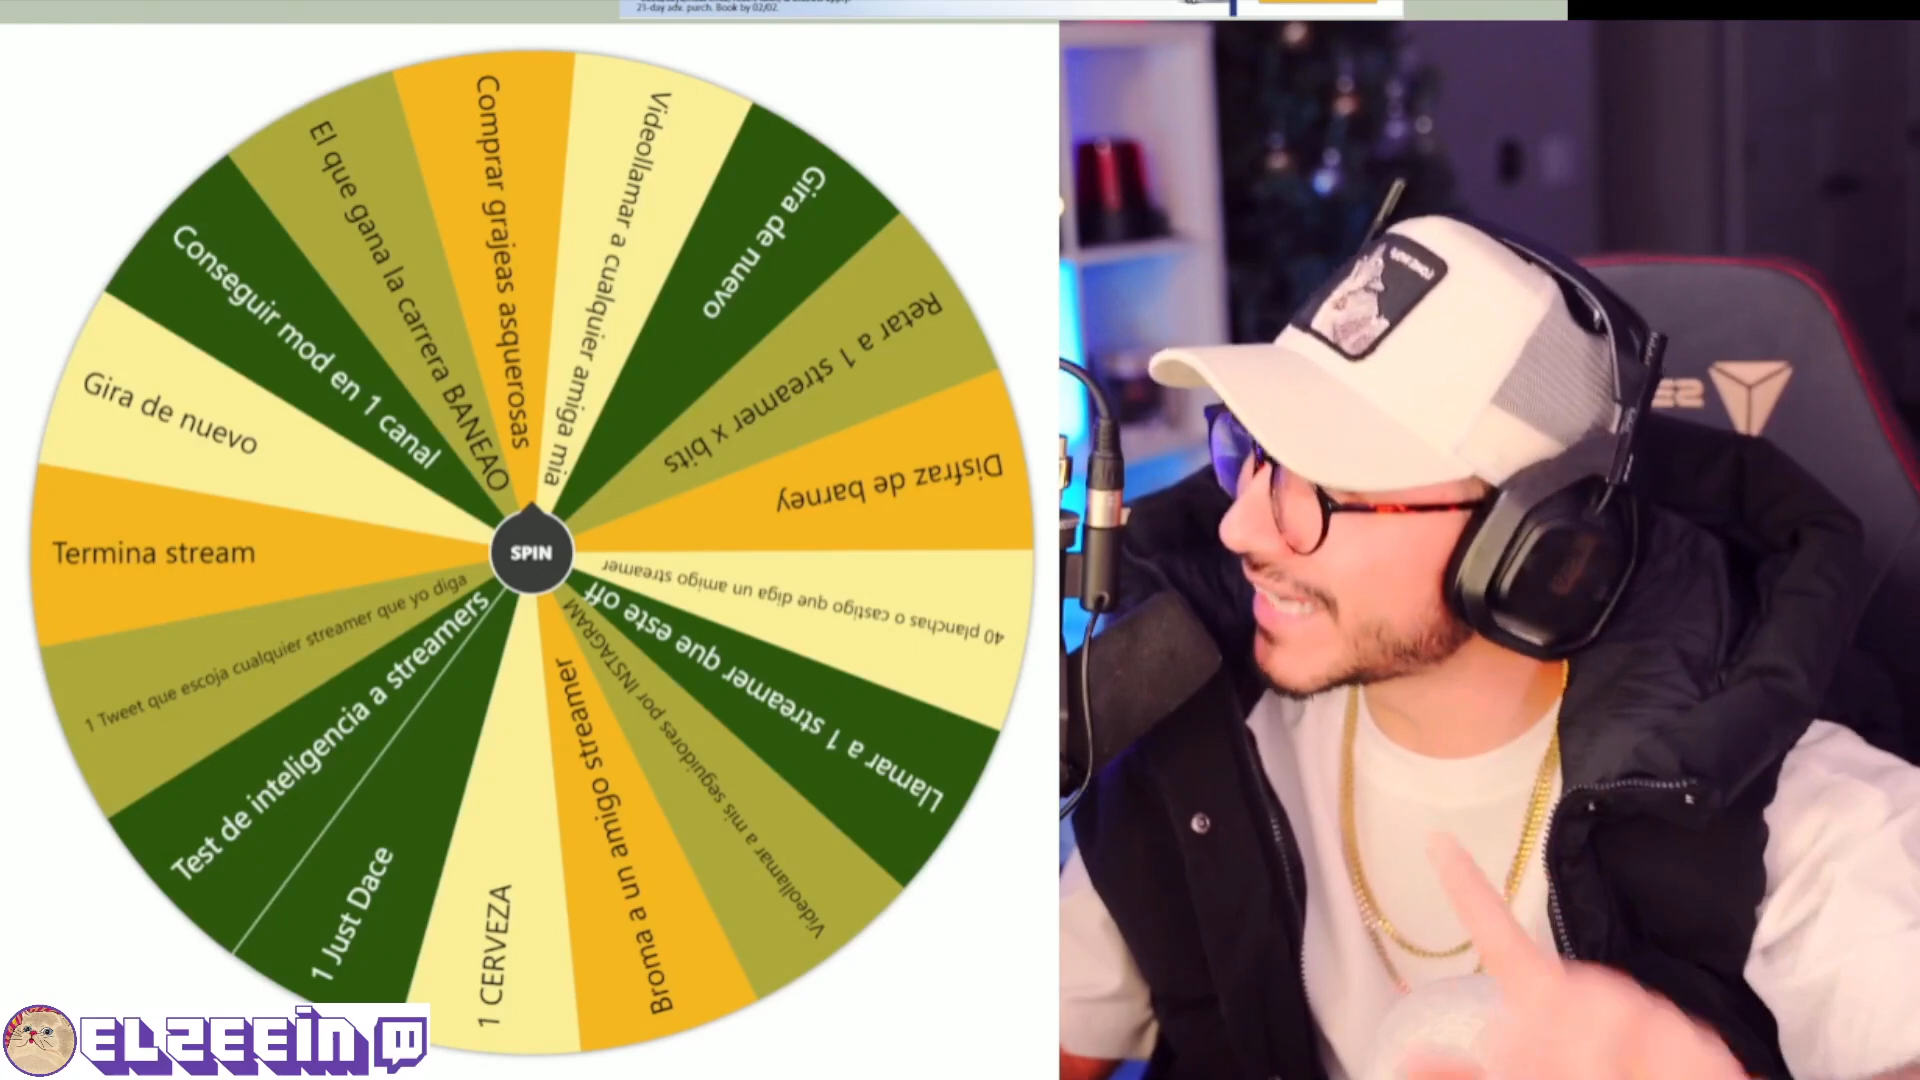 21-day adv. purch. Book by 02/02.
Comprar grajeas asquerosas
Videollamar a cualquier amiga mia
Gira de nuevo
Retar a 1 streamer x bits
Disfraz de barney
40 planchas o castigo que diga un amigo streamer
Llamar a 1 streamer que este off
Videollamar a mis seguidores por INSTAGRAM
Broma a un amigo streamer
1 CERVEZA
1 Just Dace
Test de inteligencia a streamers
1 Tweet que escoja cualquier streamer que yo diga
Termina stream
Gira de nuevo
Conseguir mod en 1 canal
El que gana la carrera BANEAO
SPIN
ELZEEIN